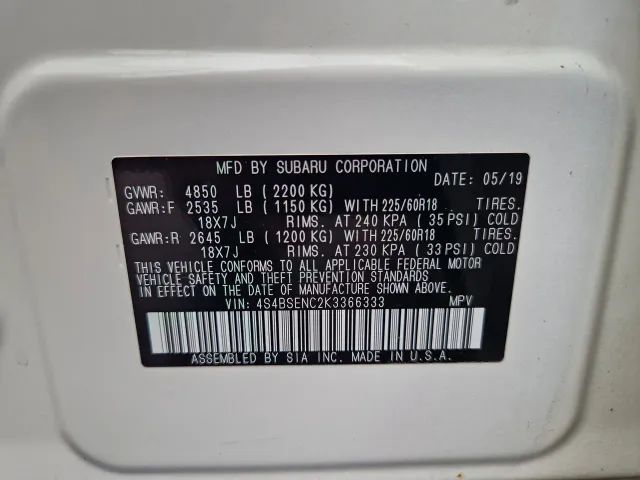 MFD BY SUBARU CORPORATION
DATE: 05/19
GVWR: 4850 LB (2200 KG)
GAWR:F 2535 LB (1150 KG) WITH 225/60R18 TIRES.
18X7J RIMS. AT 240 KPA (35 PSI) COLD
GAWR:R 2645 LB (1200 KG) WITH 225/60R18 TIRES.
18X7J RIMS. AT 230 KPA (33 PSI) COLD
THIS VEHICLE CONFORMS TO ALL APPLICABLE FEDERAL MOTOR
VEHICLE SAFETY AND THEFT PREVENTION STANDARDS
IN EFFECT ON THE DATE OF MANUFACTURE SHOWN ABOVE.
VIN: 4S4BSENC2K3366333 MPV
ASSEMBLED BY SIA INC. MADE IN U.S.A.